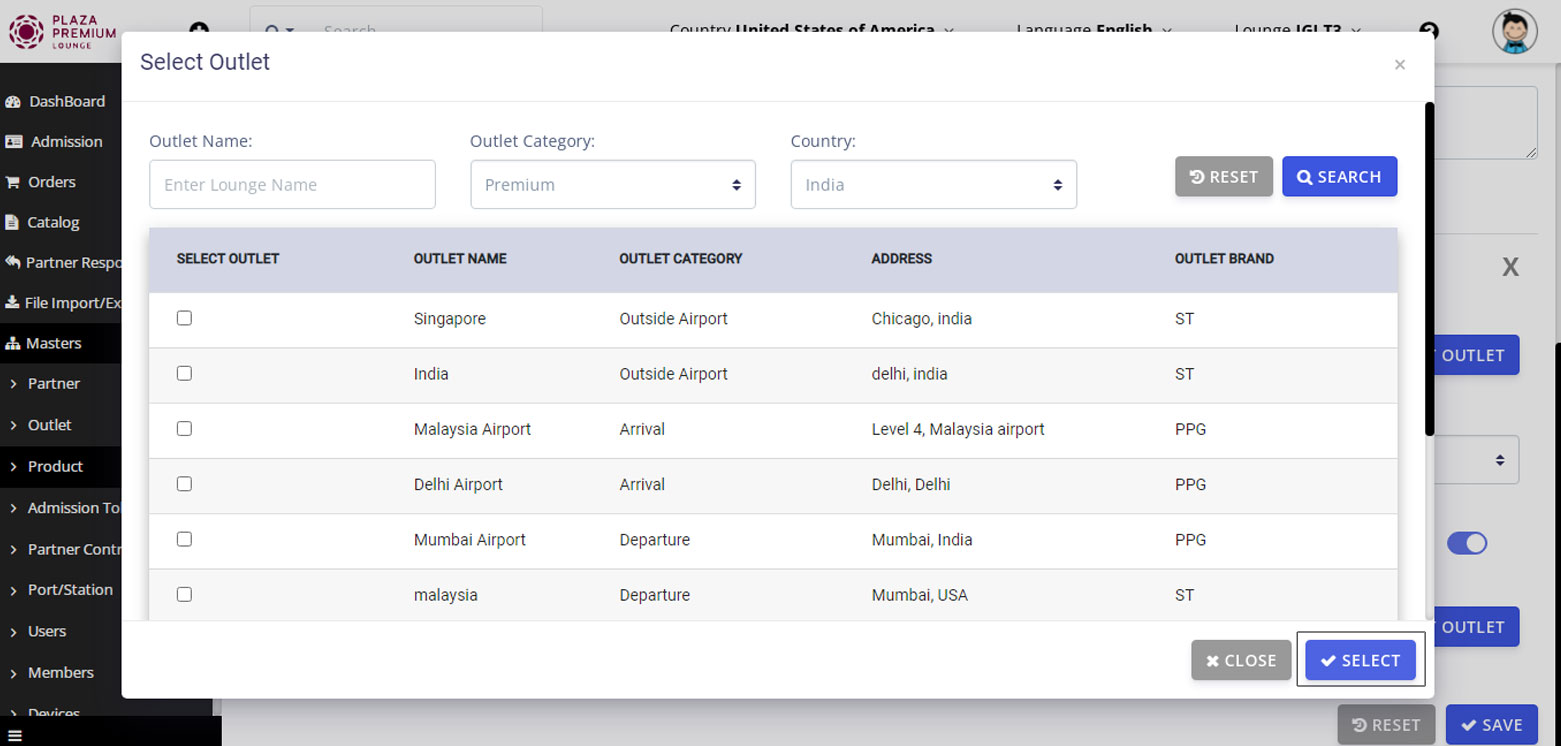 PLAZA
PREMIUM
LOUNGE
Search
Country United States of America
Language English
Lounge IGI T3
Select Outlet
×
DashBoard
Admission
Orders
Catalog
Partner Respo
File Import/Ex
Masters
Partner
Outlet
Product
Admission Tol
Partner Contr
Port/Station
Users
Members
Devices
Outlet Name:
Outlet Category:
Country:
Enter Lounge Name
Premium
India
RESET
SEARCH
SELECT OUTLET OUTLET NAME OUTLET CATEGORY ADDRESS OUTLET BRAND
Singapore Outside Airport Chicago, india ST
India Outside Airport delhi, india ST
Malaysia Airport Arrival Level 4, Malaysia airport PPG
Delhi Airport Arrival Delhi, Delhi PPG
Mumbai Airport Departure Mumbai, India PPG
malaysia Departure Mumbai, USA ST
CLOSE
SELECT
X
OUTLET
OUTLET
RESET
SAVE